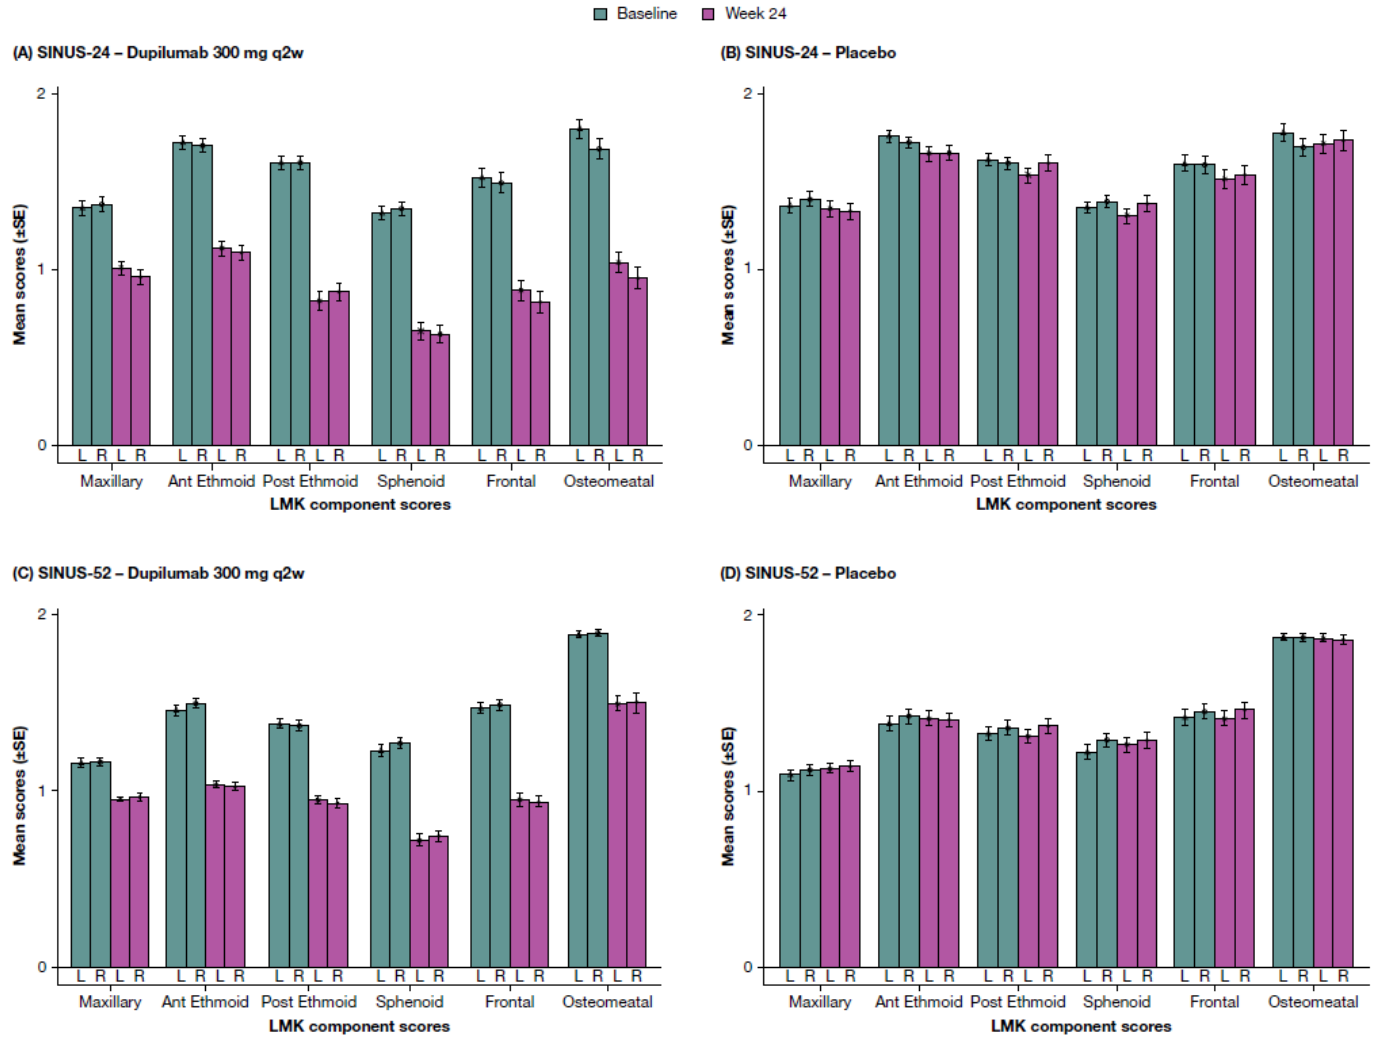 Baseline Week 24
(A) SINUS-24 – Dupilumab 300 mg q2w
Mean scores (±SE)
2
1
0
L R L R L R L R L R L R L R L R L R L R L R L R
Maxillary Ant Ethmoid Post Ethmoid Sphenoid Frontal Osteomeatal
LMK component scores
(B) SINUS-24 – Placebo
Mean scores (±SE)
2
1
0
L R L R L R L R L R L R L R L R L R L R L R L R
Maxillary Ant Ethmoid Post Ethmoid Sphenoid Frontal Osteomeatal
LMK component scores
(C) SINUS-52 – Dupilumab 300 mg q2w
Mean scores (±SE)
2
1
0
L R L R L R L R L R L R L R L R L R L R L R L R
Maxillary Ant Ethmoid Post Ethmoid Sphenoid Frontal Osteomeatal
LMK component scores
(D) SINUS-52 – Placebo
Mean scores (±SE)
2
1
0
L R L R L R L R L R L R L R L R L R L R L R L R
Maxillary Ant Ethmoid Post Ethmoid Sphenoid Frontal Osteomeatal
LMK component scores